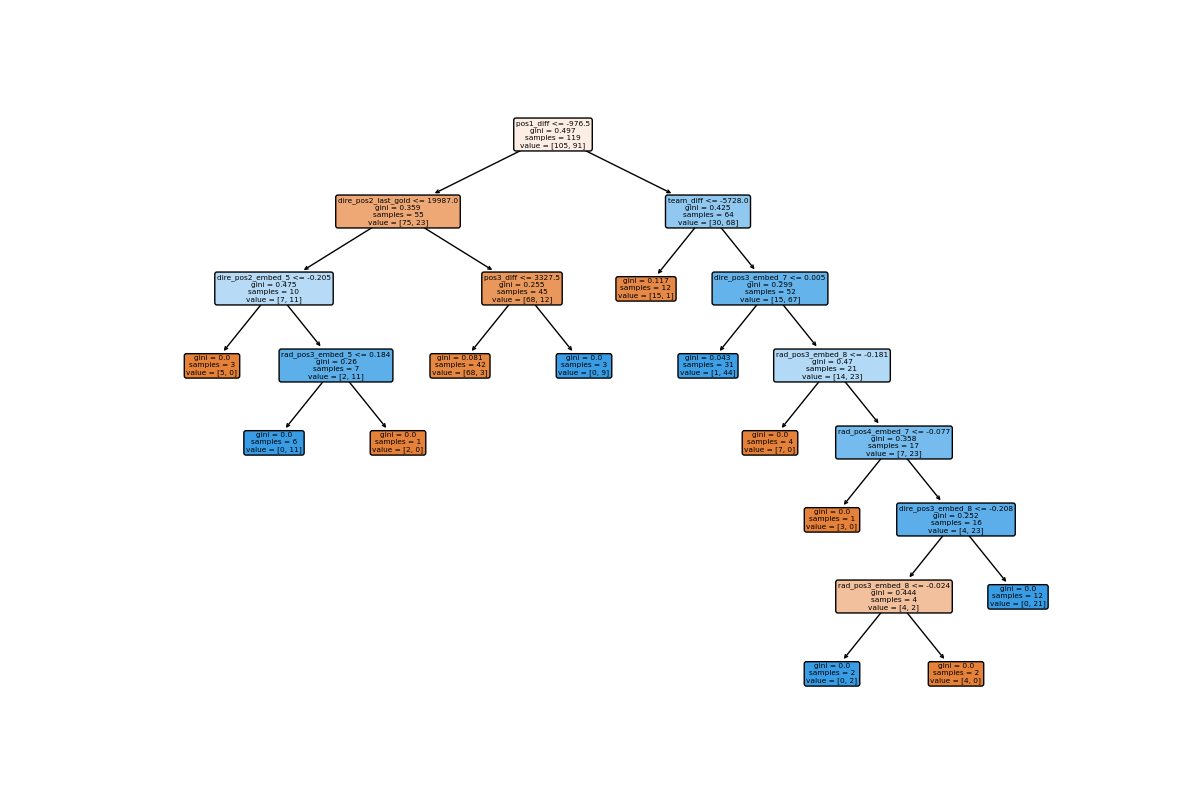 pos1_diff <= -976.5
gini = 0.497
samples = 119
value = [105, 91]
dire_pos2_last_gold <= 19987.0
gini = 0.359
samples = 55
value = [75, 23]
team_diff <= -5728.0
gini = 0.425
samples = 64
value = [30, 68]
dire_pos2_embed_5 <= -0.205
gini = 0.475
samples = 10
value = [7, 11]
pos3_diff <= 3327.5
gini = 0.255
samples = 45
value = [68, 12]
gini = 0.117
samples = 12
value = [15, 1]
dire_pos3_embed_7 <= 0.005
gini = 0.299
samples = 52
value = [15, 67]
gini = 0.0
samples = 3
value = [5, 0]
rad_pos3_embed_5 <= 0.184
gini = 0.26
samples = 7
value = [2, 11]
gini = 0.081
samples = 42
value = [68, 3]
gini = 0.0
samples = 3
value = [0, 9]
gini = 0.043
samples = 31
value = [1, 44]
rad_pos3_embed_8 <= -0.181
gini = 0.47
samples = 21
value = [14, 23]
gini = 0.0
samples = 6
value = [0, 11]
gini = 0.0
samples = 1
value = [2, 0]
gini = 0.0
samples = 4
value = [7, 0]
rad_pos4_embed_7 <= -0.077
gini = 0.358
samples = 17
value = [7, 23]
gini = 0.0
samples = 1
value = [3, 0]
dire_pos3_embed_8 <= -0.208
gini = 0.252
samples = 16
value = [4, 23]
rad_pos3_embed_8 <= -0.024
gini = 0.444
samples = 4
value = [4, 2]
gini = 0.0
samples = 12
value = [0, 21]
gini = 0.0
samples = 2
value = [0, 2]
gini = 0.0
samples = 2
value = [4, 0]